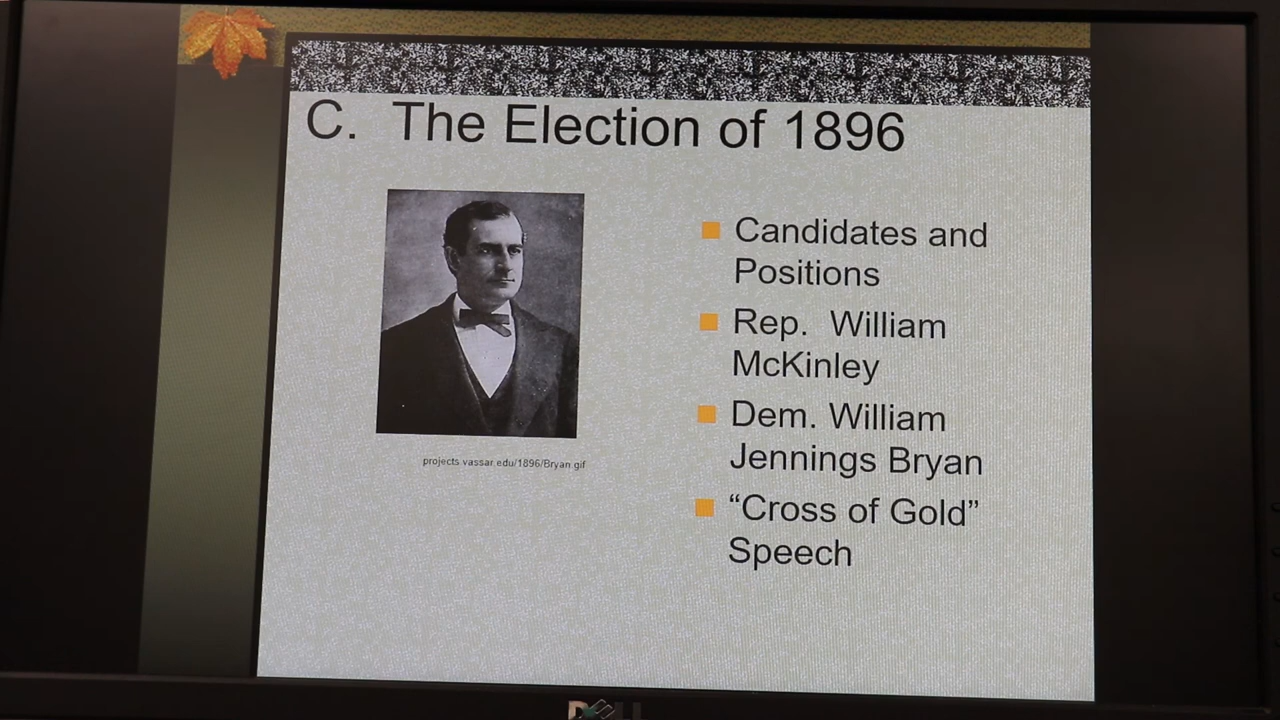 C. The Election of 1896
projects.vassar.edu/1896/Bryan.gif
Candidates and
Positions
Rep. William
McKinley
Dem. William
Jennings Bryan
“Cross of Gold”
Speech
DELL